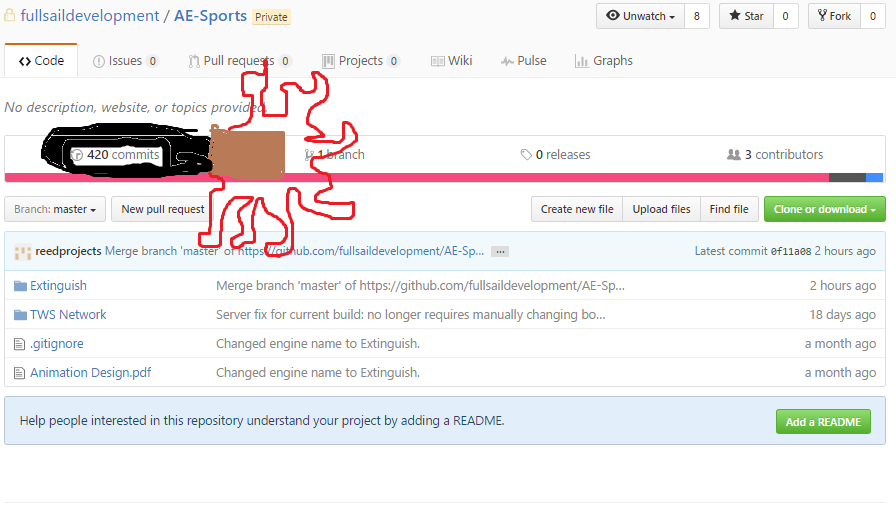 fullsaildevelopment / AE-Sports Private
Unwatch 8 Star 0 Fork 0
Code Issues 0 Pull requests 0 Projects 0 Wiki Pulse Graphs
No description, website, or topics provided.
420 commits 1 branch 0 releases 3 contributors
Branch: master New pull request Create new file Upload files Find file Clone or download
reedprojects Merge branch 'master' of https://github.com/fullsaildevelopment/AE-Sp... ... Latest commit 0f11a08 2 hours ago
Extinguish Merge branch 'master' of https://github.com/fullsaildevelopment/AE-Sp... 2 hours ago
TWS Network Server fix for current build: no longer requires manually changing bo... 18 days ago
.gitignore Changed engine name to Extinguish. a month ago
Animation Design.pdf Changed engine name to Extinguish. a month ago
Help people interested in this repository understand your project by adding a README. Add a README